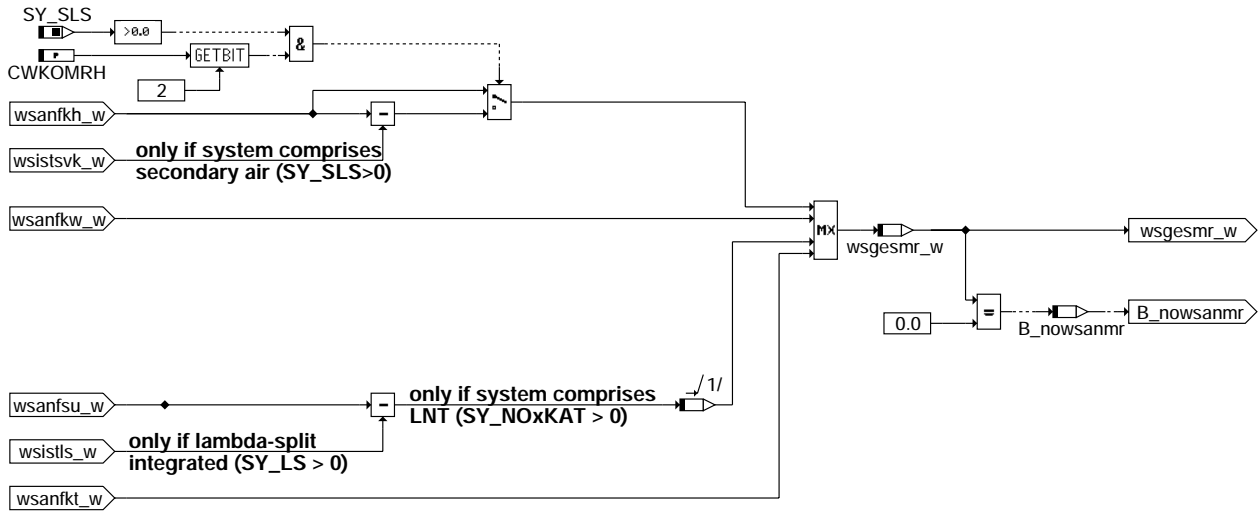 SY_SLS
>0.0
&
P
GETBIT
CWKOMRH
2
wsanfkh_w
-
wsistsvk_w
only if system comprises
secondary air (SY_SLS>0)
wsanfkw_w
MX
wsgesmr_w
wsgesmr_w
0.0
=
B_nowsanmr
B_nowsanmr
wsanfsu_w
-
only if system comprises
LNT (SY_NOxKAT > 0)
/1/
wsistls_w
only if lambda-split
integrated (SY_LS > 0)
wsanfkt_w